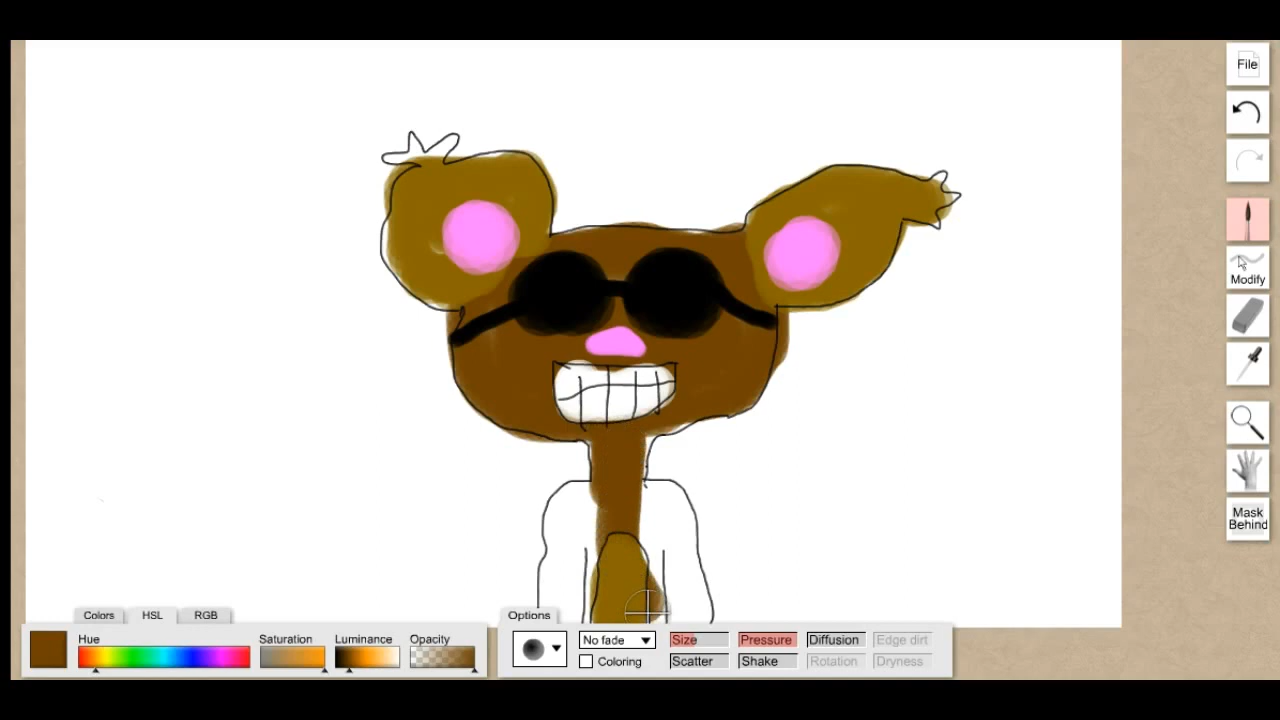 File
Modify
Mask
Behind
Colors HSL RGB
Hue Saturation Luminance Opacity
Options
No fade Size Pressure Diffusion Edge dirt
Coloring Scatter Shake Rotation Dryness